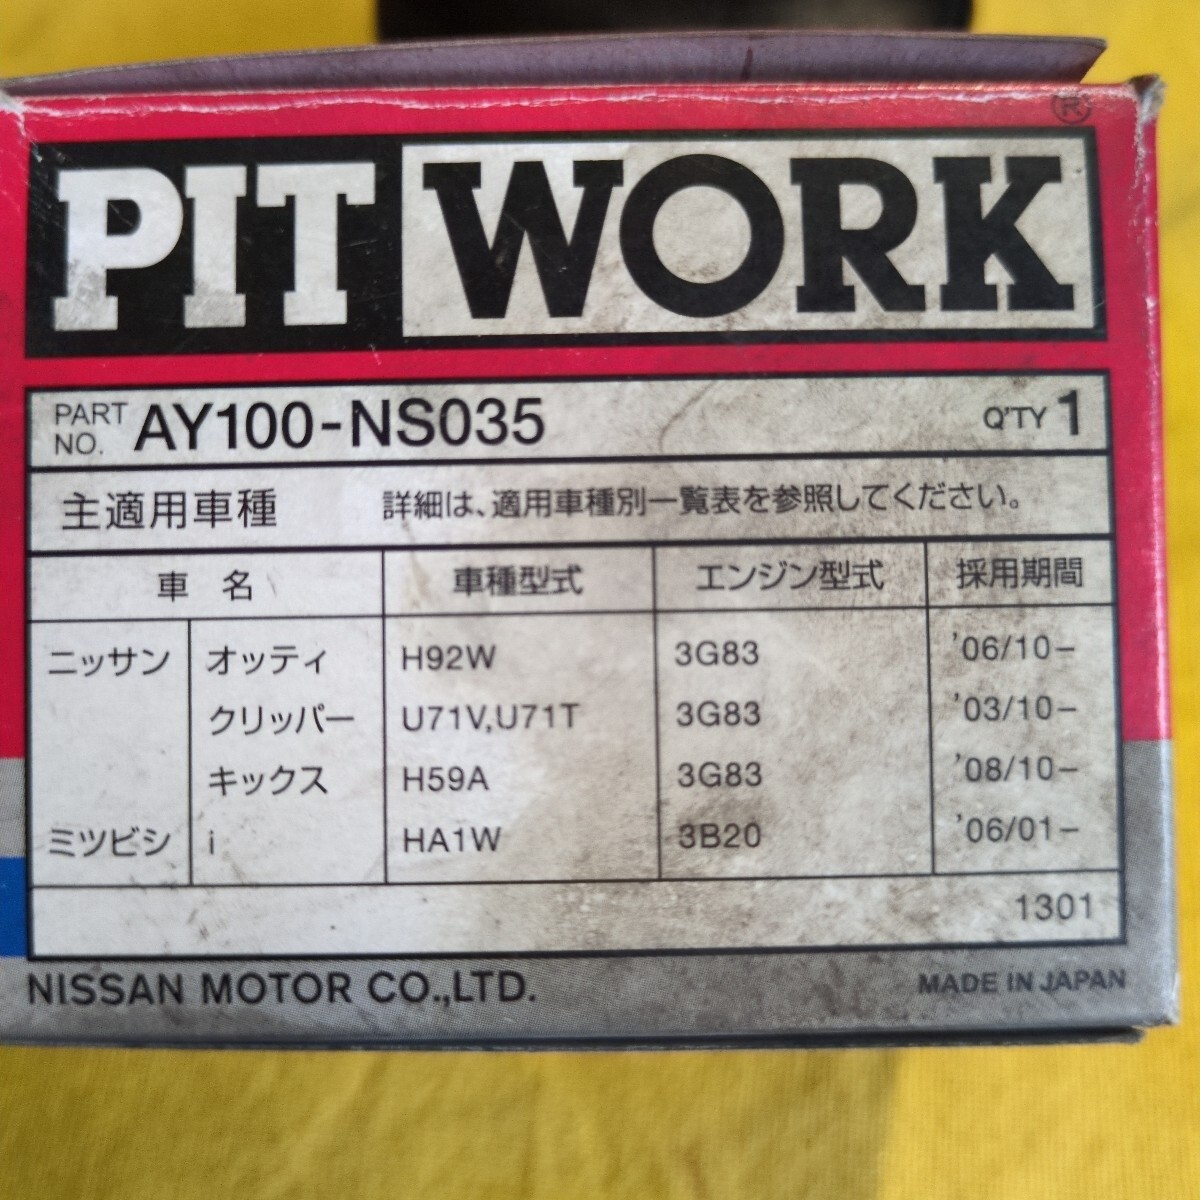 ®
PIT WORK
PART NO. AY100-NS035 Q'TY 1
主適用車種 詳細は、適用車種別一覧表を参照してください。
車 名 車種型式 エンジン型式 採用期間
ニッサン オッティ H92W 3G83 '06/10-
クリッパー U71V,U71T 3G83 '03/10-
キックス H59A 3G83 '08/10-
ミツビシ i HA1W 3B20 '06/01-
1301
NISSAN MOTOR CO.,LTD. MADE IN JAPAN